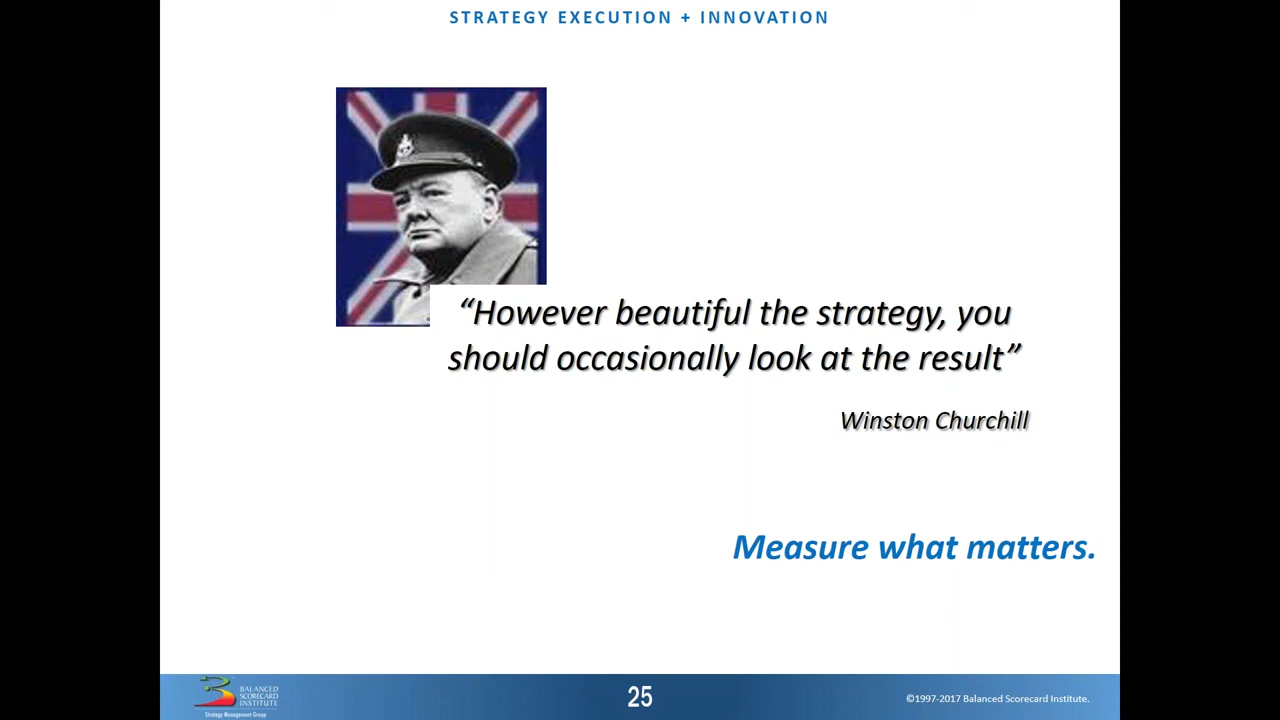 STRATEGY EXECUTION + INNOVATION
“However beautiful the strategy, you
should occasionally look at the result”
Winston Churchill
Measure what matters.
BALANCED
SCORECARD
INSTITUTE
Strategy Management Group
25
©1997-2017 Balanced Scorecard Institute.